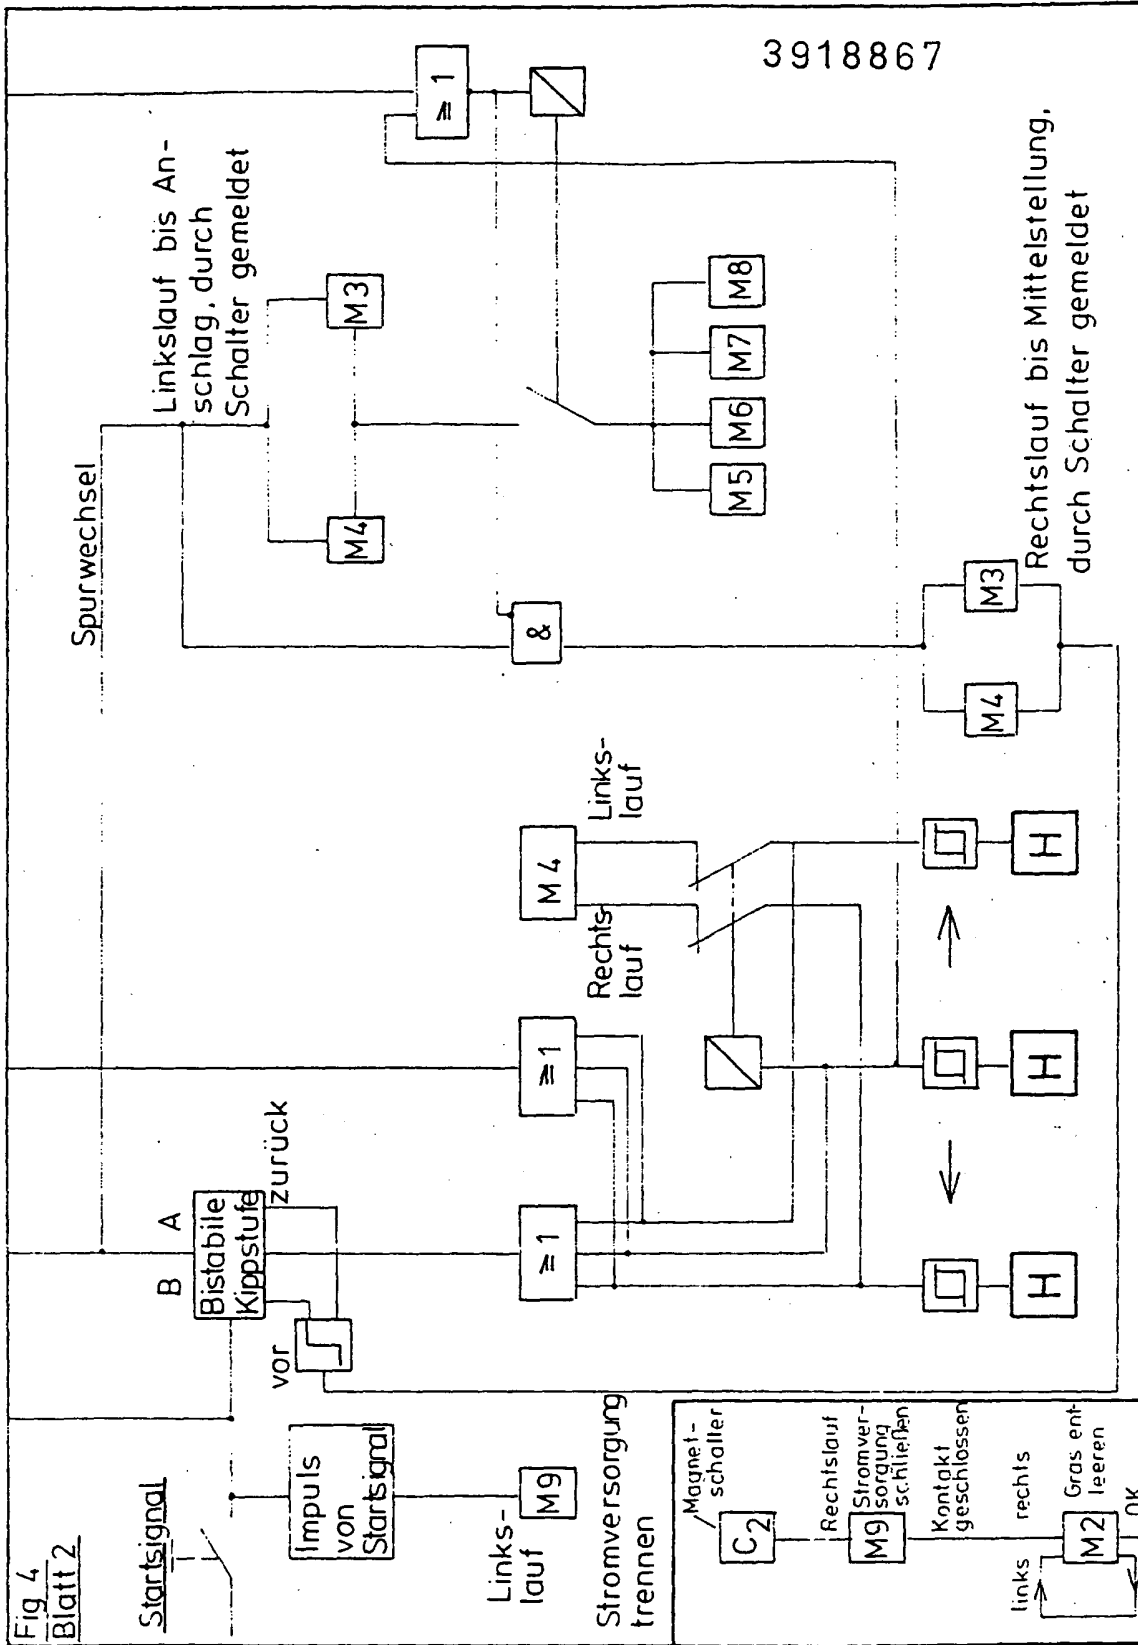 3918867
Fig 4
Blatt 2
Startsignal
Impuls
von
Startsignal
Links-
lauf
M9
Stromversorgung
trennen
B A
Bistabile
Kippstufe
vor
zurück
Spurwechsel
≥1
≥1
Rechts-
lauf
M4
Links-
lauf
H
H
H
Linkslauf bis An-
schlag, durch
Schalter gemeldet
M4
M3
≥1
&
M5
M6
M7
M8
M4
M3
Rechtslauf bis Mittelstellung,
durch Schalter gemeldet
Magnet-
schalter
C2
Rechtslauf
M9
Stromver-
sorgung
schließen
Kontakt
geschlossen
links
rechts
M2
Gras ent-
leeren
OK